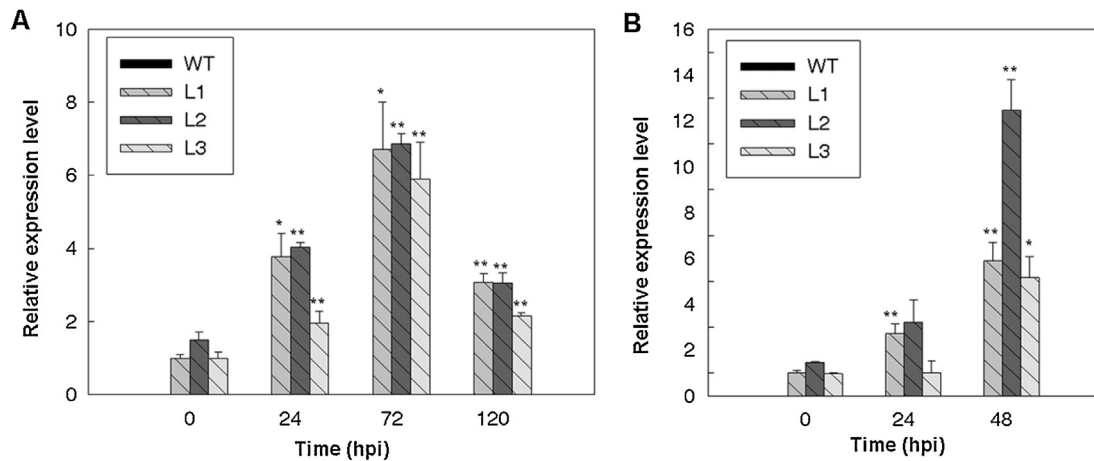 A
Relative expression level
10
8
6
4
2
0
WT
L1
L2
L3
* ** **
* ** **
** ** **
0 24 72 120
Time (hpi)
B
Relative expression level
16
14
12
10
8
6
4
2
0
WT
L1
L2
L3
**
** ** *
0 24 48
Time (hpi)